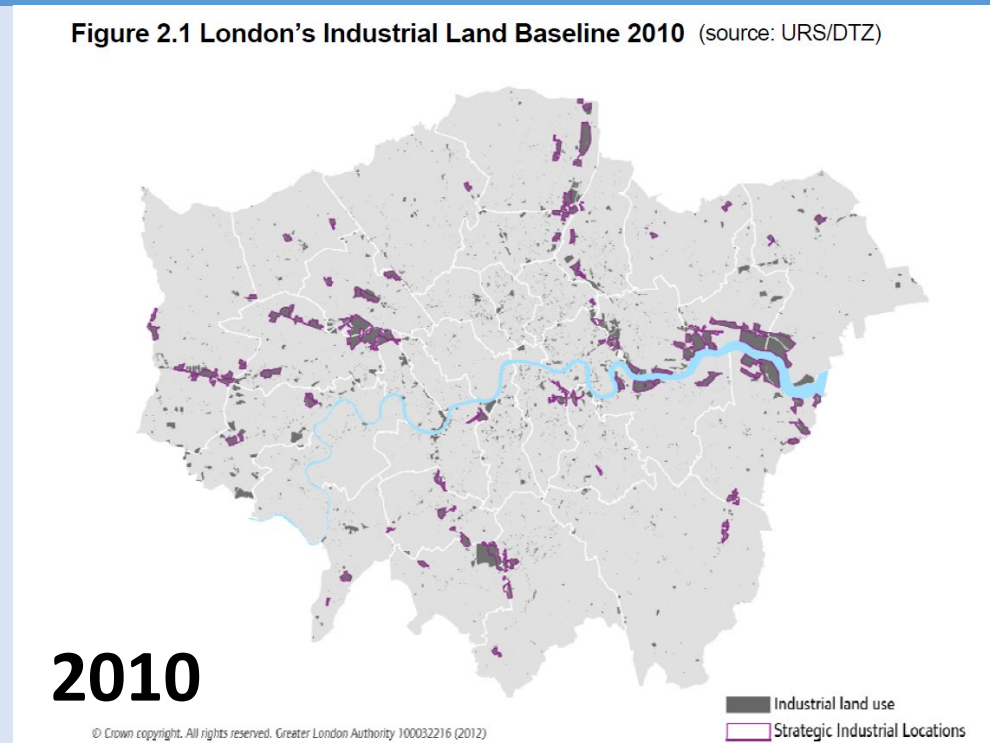 Figure 2.1 London's Industrial Land Baseline 2010 (source: URS/DTZ)
2010
Industrial land use
Strategic Industrial Locations
© Crown copyright. All rights reserved. Greater London Authority 100032216 (2012)